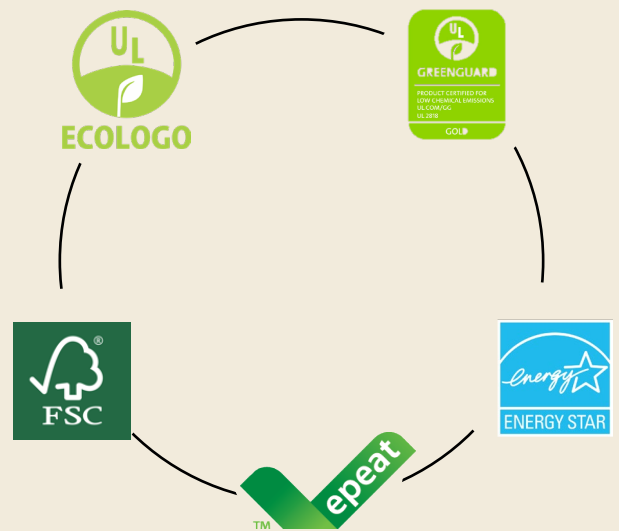 UL
ECOLOGO
UL
GREENGUARD
PRODUCT CERTIFIED FOR
LOW CHEMICAL EMISSIONS
UL.COM/GG
UL 2818
GOLD
®
FSC
energy
ENERGY STAR
epeat
TM